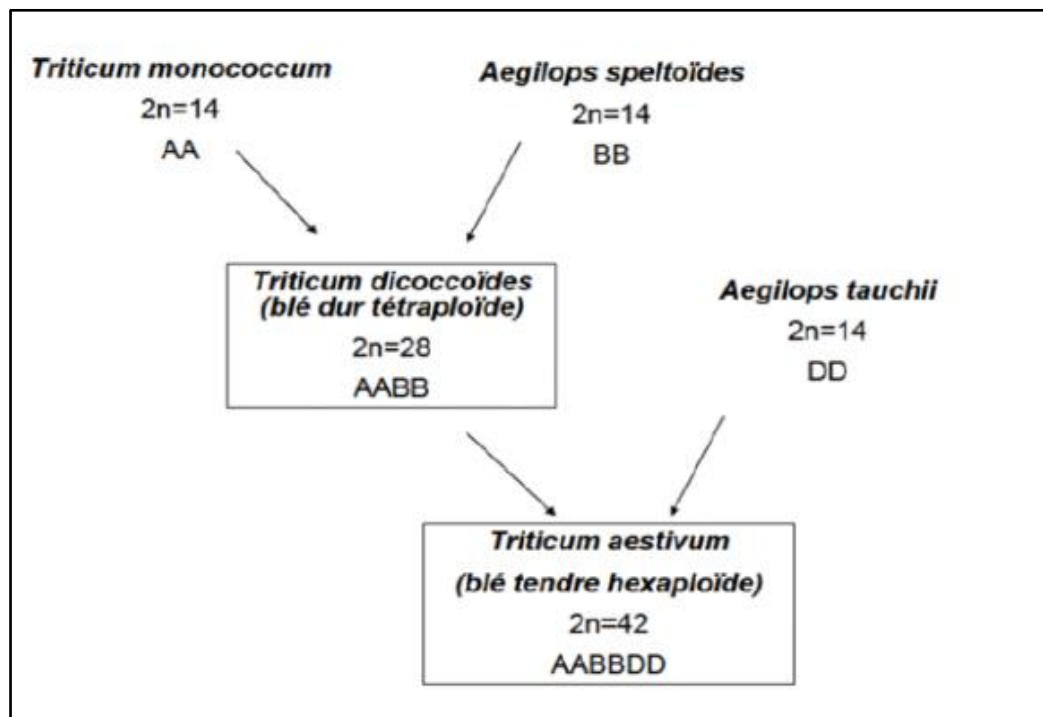 Triticum monococcum
2n=14
AA
Aegilops speltoïdes
2n=14
BB
Triticum dicoccoïdes
(blé dur tétraploïde)
2n=28
AABB
Aegilops tauchii
2n=14
DD
Triticum aestivum
(blé tendre hexaploïde)
2n=42
AABBDD